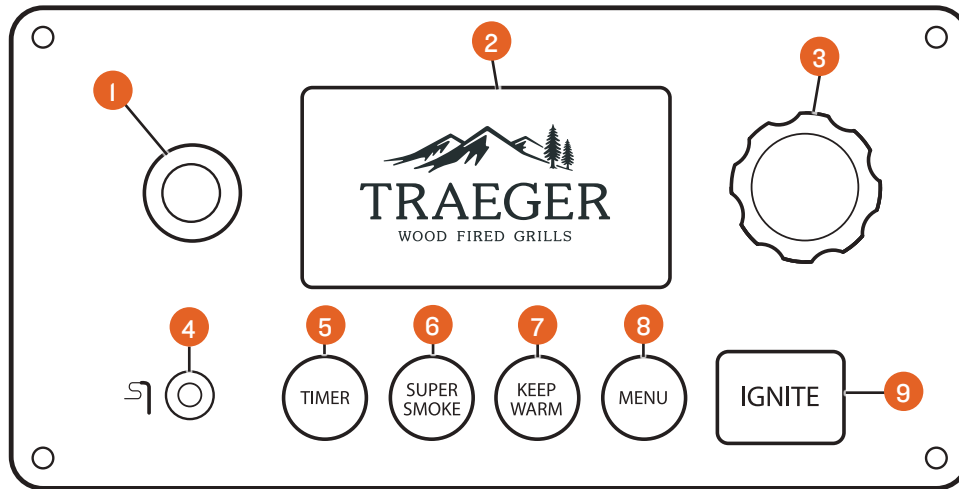 1
2
3
TRAEGER
WOOD FIRED GRILLS
4
5
6
7
8
9
TIMER
SUPER
SMOKE
KEEP
WARM
MENU
IGNITE